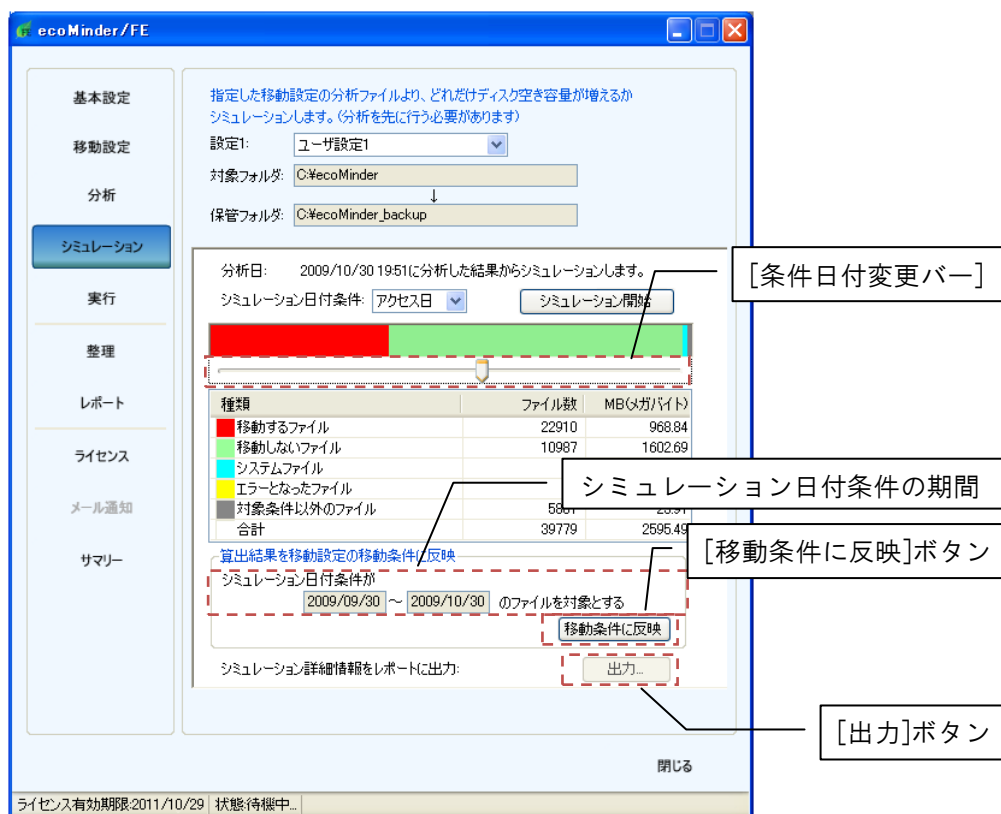 ecoMinder/FE
基本設定
移動設定
分析
シミュレーション
実行
整理
レポート
ライセンス
メール通知
サマリー
指定した移動設定の分析ファイルより、どれだけディスク空き容量が増えるか
シミュレーションします。(分析を先に行う必要があります)
設定1: ユーザ設定1
対象フォルダ: C:¥ecoMinder
↓
保管フォルダ: C:¥ecoMinder_backup
分析日: 2009/10/30 19:51に分析した結果からシミュレーションします。
シミュレーション日付条件: アクセス日 シミュレーション開始
[条件日付変更バー]
種類 ファイル数 MB(メガバイト)
移動するファイル 22910 968.84
移動しないファイル 10987 1602.69
システムファイル
エラーとなったファイル
対象条件以外のファイル
合計 39779 2595.49
シミュレーション日付条件の期間
算出結果を移動設定の移動条件に反映
[移動条件に反映]ボタン
シミュレーション日付条件が
2009/09/30 ~ 2009/10/30 のファイルを対象とする
移動条件に反映
シミュレーション詳細情報をレポートに出力: 出力...
[出力]ボタン
閉じる
ライセンス有効期限:2011/10/29 状態:待機中...